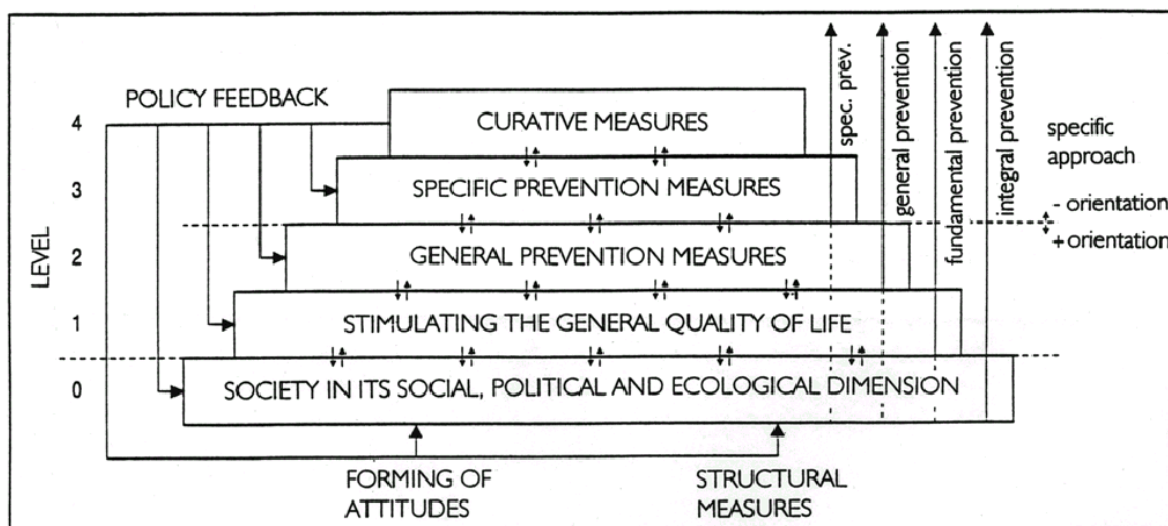 POLICY FEEDBACK
LEVEL
4
CURATIVE MEASURES
3
SPECIFIC PREVENTION MEASURES
2
GENERAL PREVENTION MEASURES
1
STIMULATING THE GENERAL QUALITY OF LIFE
0
SOCIETY IN ITS SOCIAL, POLITICAL AND ECOLOGICAL DIMENSION
spec. prev.
general prevention
fundamental prevention
integral prevention
specific
approach
- orientation
+ orientation
FORMING OF
ATTITUDES
STRUCTURAL
MEASURES